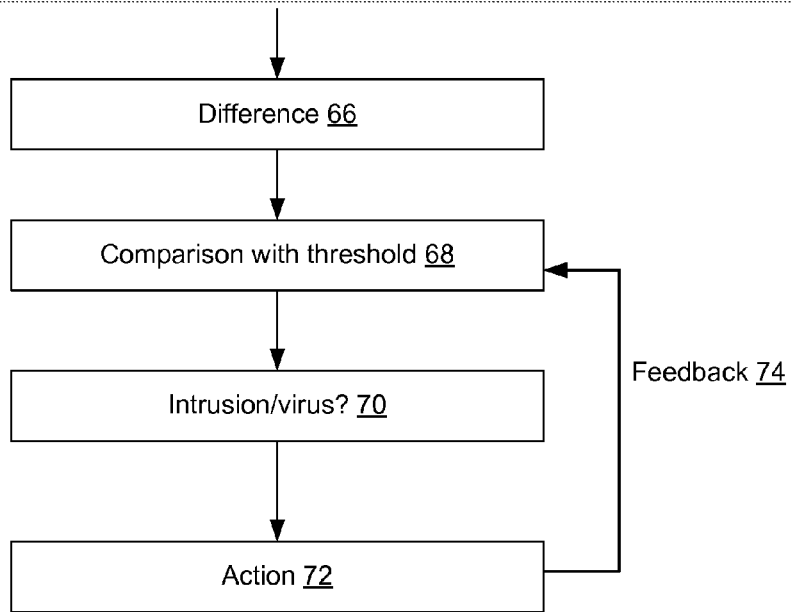 Difference 66
Comparison with threshold 68
Feedback 74
Intrusion/virus? 70
Action 72